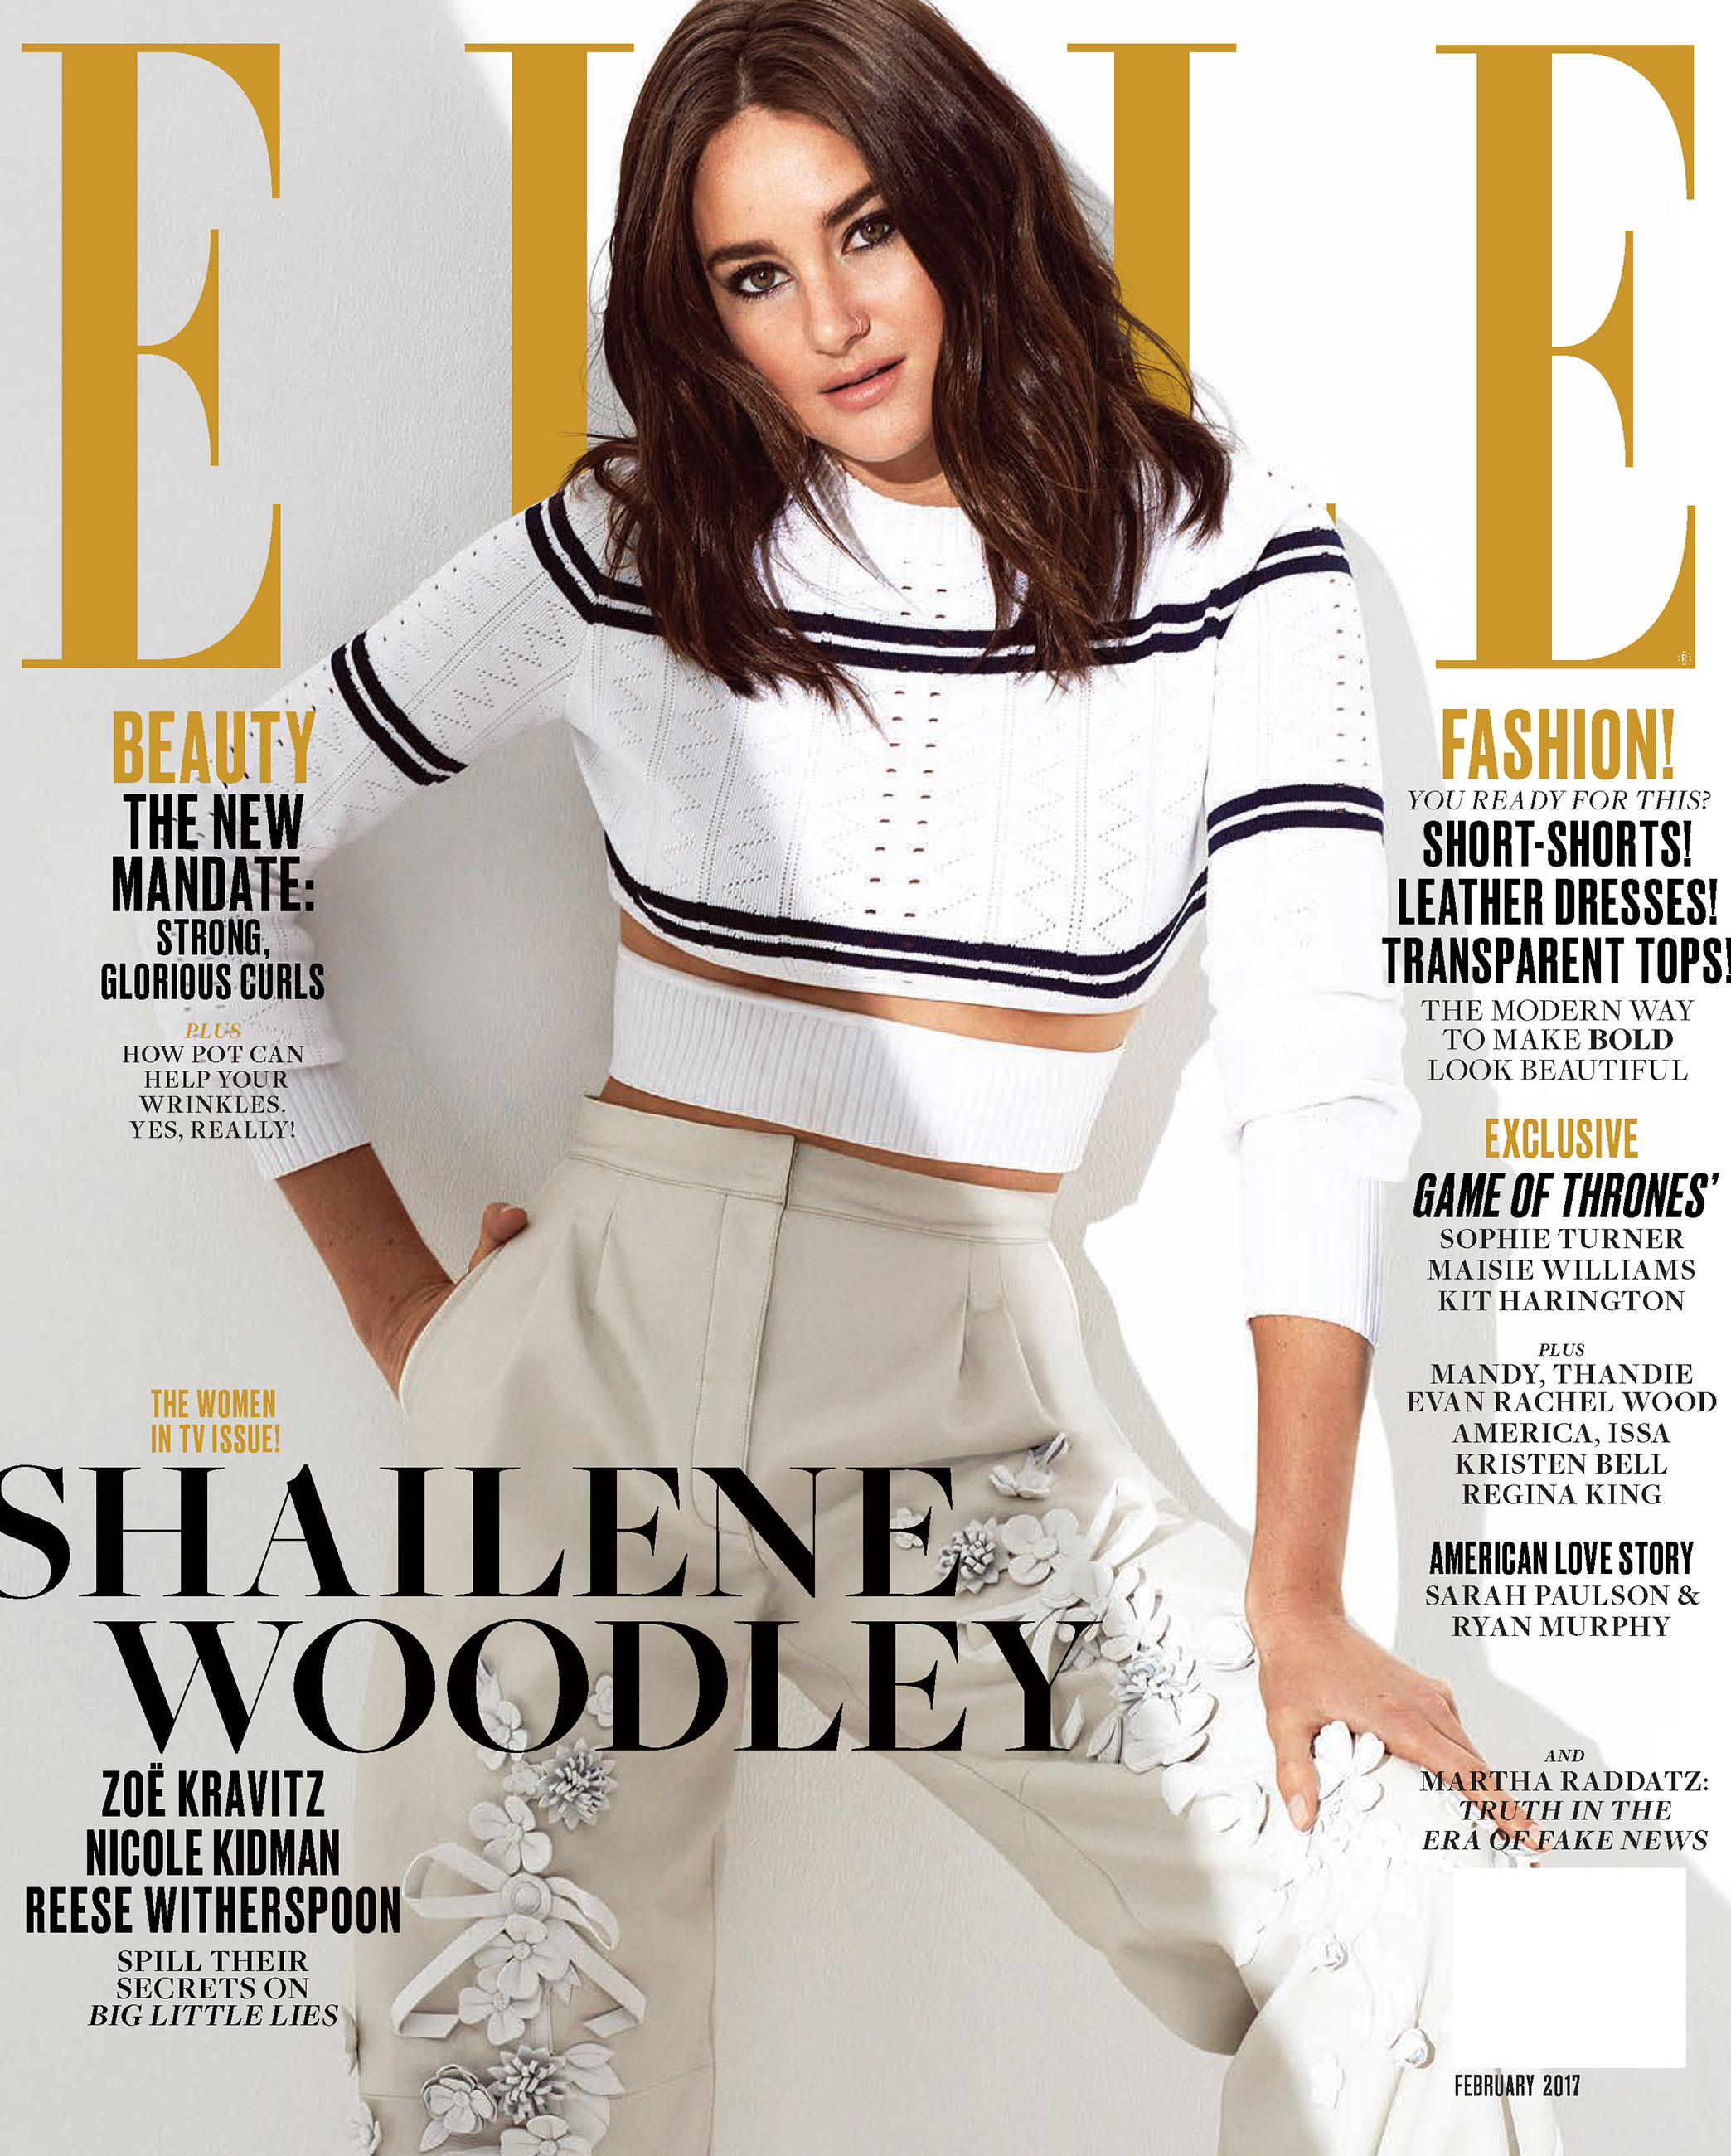 ELLE
®
BEAUTY
THE NEW
MANDATE:
STRONG,
GLORIOUS CURLS
PLUS
HOW POT CAN
HELP YOUR
WRINKLES.
YES, REALLY!
THE WOMEN
IN TV ISSUE!
SHAILENE
WOODLEY
ZOË KRAVITZ
NICOLE KIDMAN
REESE WITHERSPOON
SPILL THEIR
SECRETS ON
BIG LITTLE LIES
FASHION!
YOU READY FOR THIS?
SHORT-SHORTS!
LEATHER DRESSES!
TRANSPARENT TOPS!
THE MODERN WAY
TO MAKE BOLD
LOOK BEAUTIFUL
EXCLUSIVE
GAME OF THRONES'
SOPHIE TURNER
MAISIE WILLIAMS
KIT HARINGTON
PLUS
MANDY, THANDIE
EVAN RACHEL WOOD
AMERICA, ISSA
KRISTEN BELL
REGINA KING
AMERICAN LOVE STORY
SARAH PAULSON &
RYAN MURPHY
AND
MARTHA RADDATZ:
TRUTH IN THE
ERA OF FAKE NEWS
FEBRUARY 2017